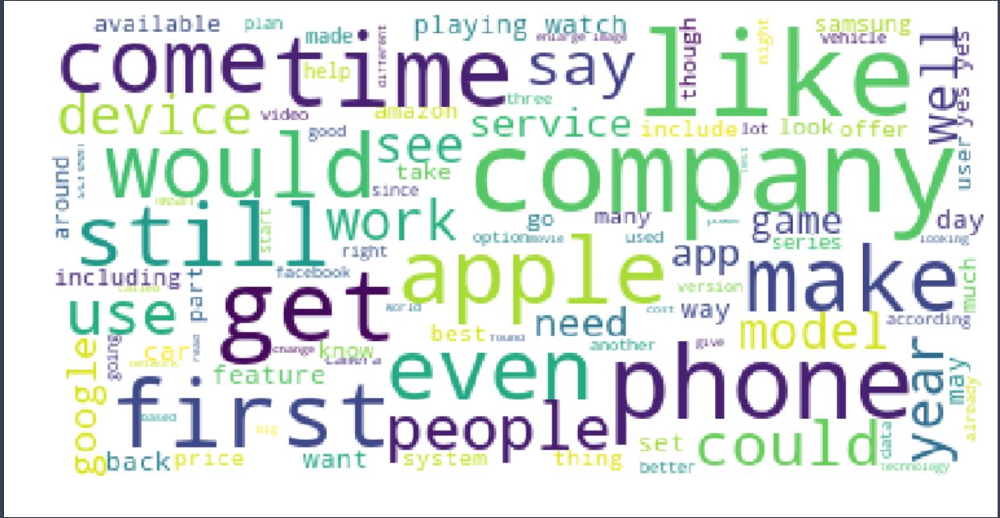 available plan playing watch samsung
made enlarge image vehicle
come time say like though night well yes yes
help different
three
device video amazon service include lot look offer
good
would see company
take user
since
around
still work go many game day
start option movie used series looking
right
apple app make
including facebook version much
part
use get world need cost way according
best found model
another
google going car read change know give
network camera
feature even phone year may
first people already
based big set could data
back price want system thing better technology